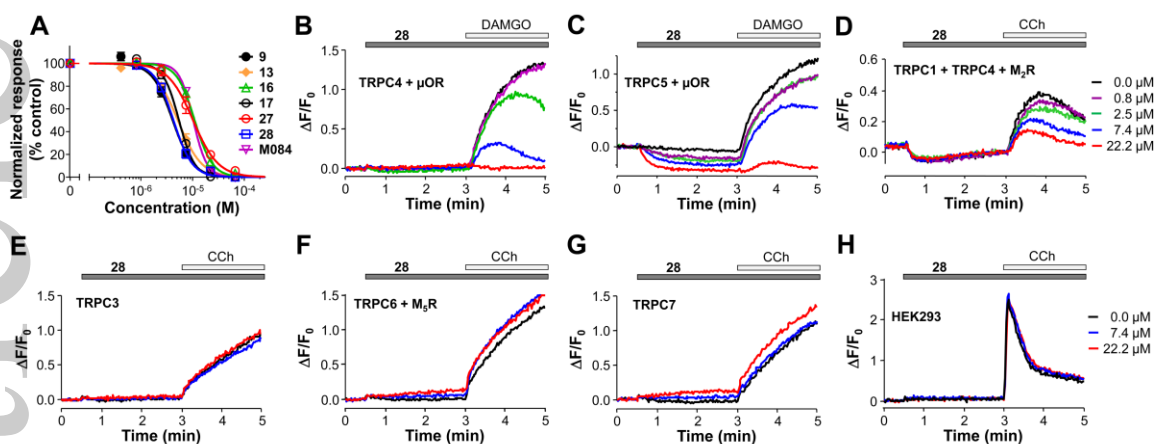 A
Normalized response
(% control)
120
100
80
60
40
20
0
0
10⁻⁶
10⁻⁵
10⁻⁴
Concentration (M)
9
13
16
17
27
28
M084
B
DAMGO
28
TRPC4 + µOR
ΔF/F₀
1.5
1.0
0.5
0.0
0 1 2 3 4 5
Time (min)
C
DAMGO
28
TRPC5 + µOR
ΔF/F₀
1.0
0.5
0.0
0 1 2 3 4 5
Time (min)
D
CCh
28
TRPC1 + TRPC4 + M₂R
ΔF/F₀
0.6
0.4
0.2
0.0
0 1 2 3 4 5
Time (min)
0.0 µM
0.8 µM
2.5 µM
7.4 µM
22.2 µM
E
CCh
28
TRPC3
ΔF/F₀
1.5
1.0
0.5
0.0
0 1 2 3 4 5
Time (min)
F
CCh
28
TRPC6 + M₅R
ΔF/F₀
1.5
1.0
0.5
0.0
0 1 2 3 4 5
Time (min)
G
CCh
28
TRPC7
ΔF/F₀
1.5
1.0
0.5
0.0
0 1 2 3 4 5
Time (min)
H
CCh
28
HEK293
ΔF/F₀
3
2
1
0
0 1 2 3 4 5
Time (min)
0.0 µM
7.4 µM
22.2 µM